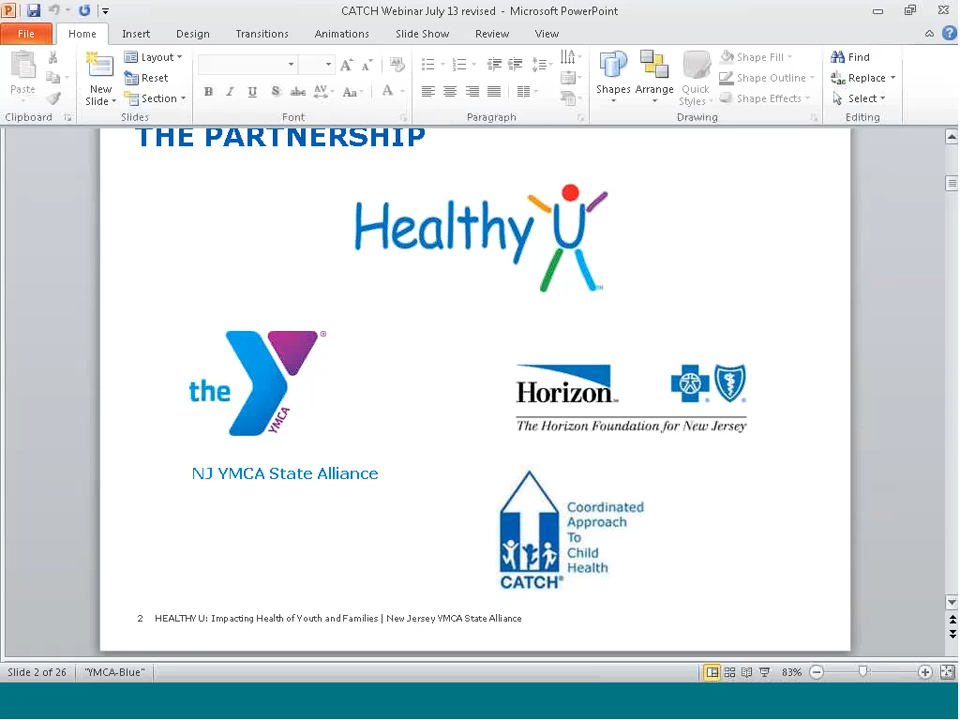 CATCH Webinar July 13 revised - Microsoft PowerPoint
File Home Insert Design Transitions Animations Slide Show Review View
Paste
Clipboard
New
Slide
Layout
Reset
Section
Slides
B I U S abc AV Aa A
Font
Paragraph
Shapes Arrange Quick
Styles
Shape Fill
Shape Outline
Shape Effects
Drawing
Find
Replace
Select
Editing
THE PARTNERSHIP
Healthy U
the
YMCA
NJ YMCA State Alliance
Horizon
The Horizon Foundation for New Jersey
Coordinated
Approach
To
Child
Health
CATCH®
2 HEALTHY U: Impacting Health of Youth and Families | New Jersey YMCA State Alliance
Slide 2 of 26 "YMCA-Blue" 83%